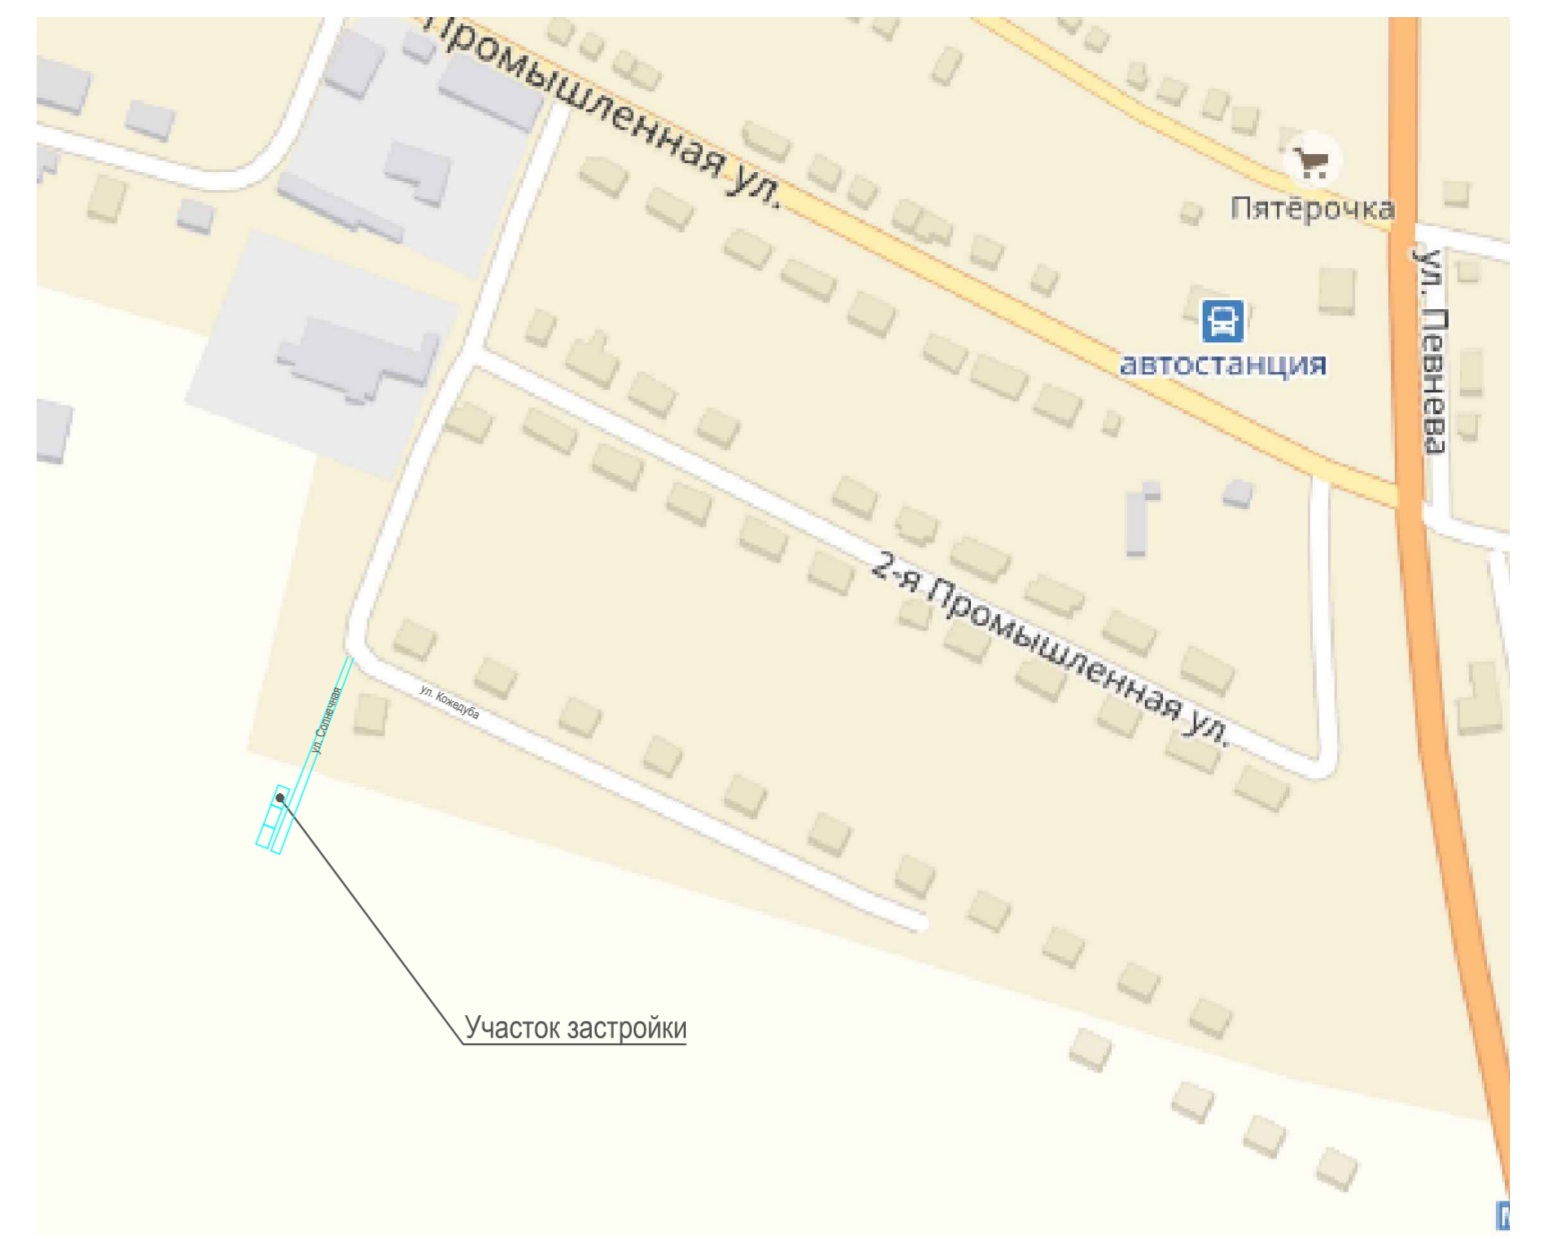 Промышленная ул.
Пятёрочка
ул. Певнева
автостанция
2-я Промышленная ул.
ул. Солнечная
ул. Кожедуба
Участок застройки